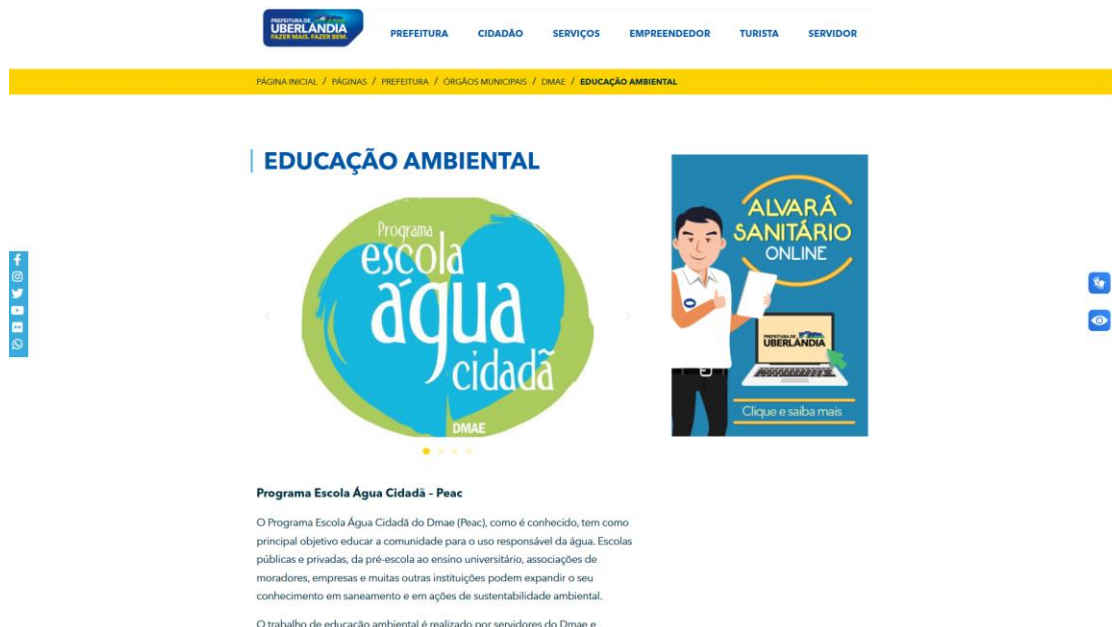 PREFEITURA DE
UBERLÂNDIA
FAZER MAIS. FAZER BEM.
PREFEITURA CIDADÃO SERVIÇOS EMPREENDEDOR TURISTA SERVIDOR
PÁGINA INICIAL / PÁGINAS / PREFEITURA / ÓRGÃOS MUNICIPAIS / DMAE / EDUCAÇÃO AMBIENTAL
EDUCAÇÃO AMBIENTAL
Programa
escola
água
cidadã
DMAE
ALVARÁ
SANITÁRIO
ONLINE
PREFEITURA DE
UBERLÂNDIA
Clique e saiba mais
Programa Escola Água Cidadã – Peac
O Programa Escola Água Cidadã do Dmae (Peac), como é conhecido, tem como
principal objetivo educar a comunidade para o uso responsável da água. Escolas
públicas e privadas, da pré-escola ao ensino universitário, associações de
moradores, empresas e muitas outras instituições podem expandir o seu
conhecimento em saneamento e em ações de sustentabilidade ambiental.
O trabalho de educação ambiental é realizado por servidores do Dmae e